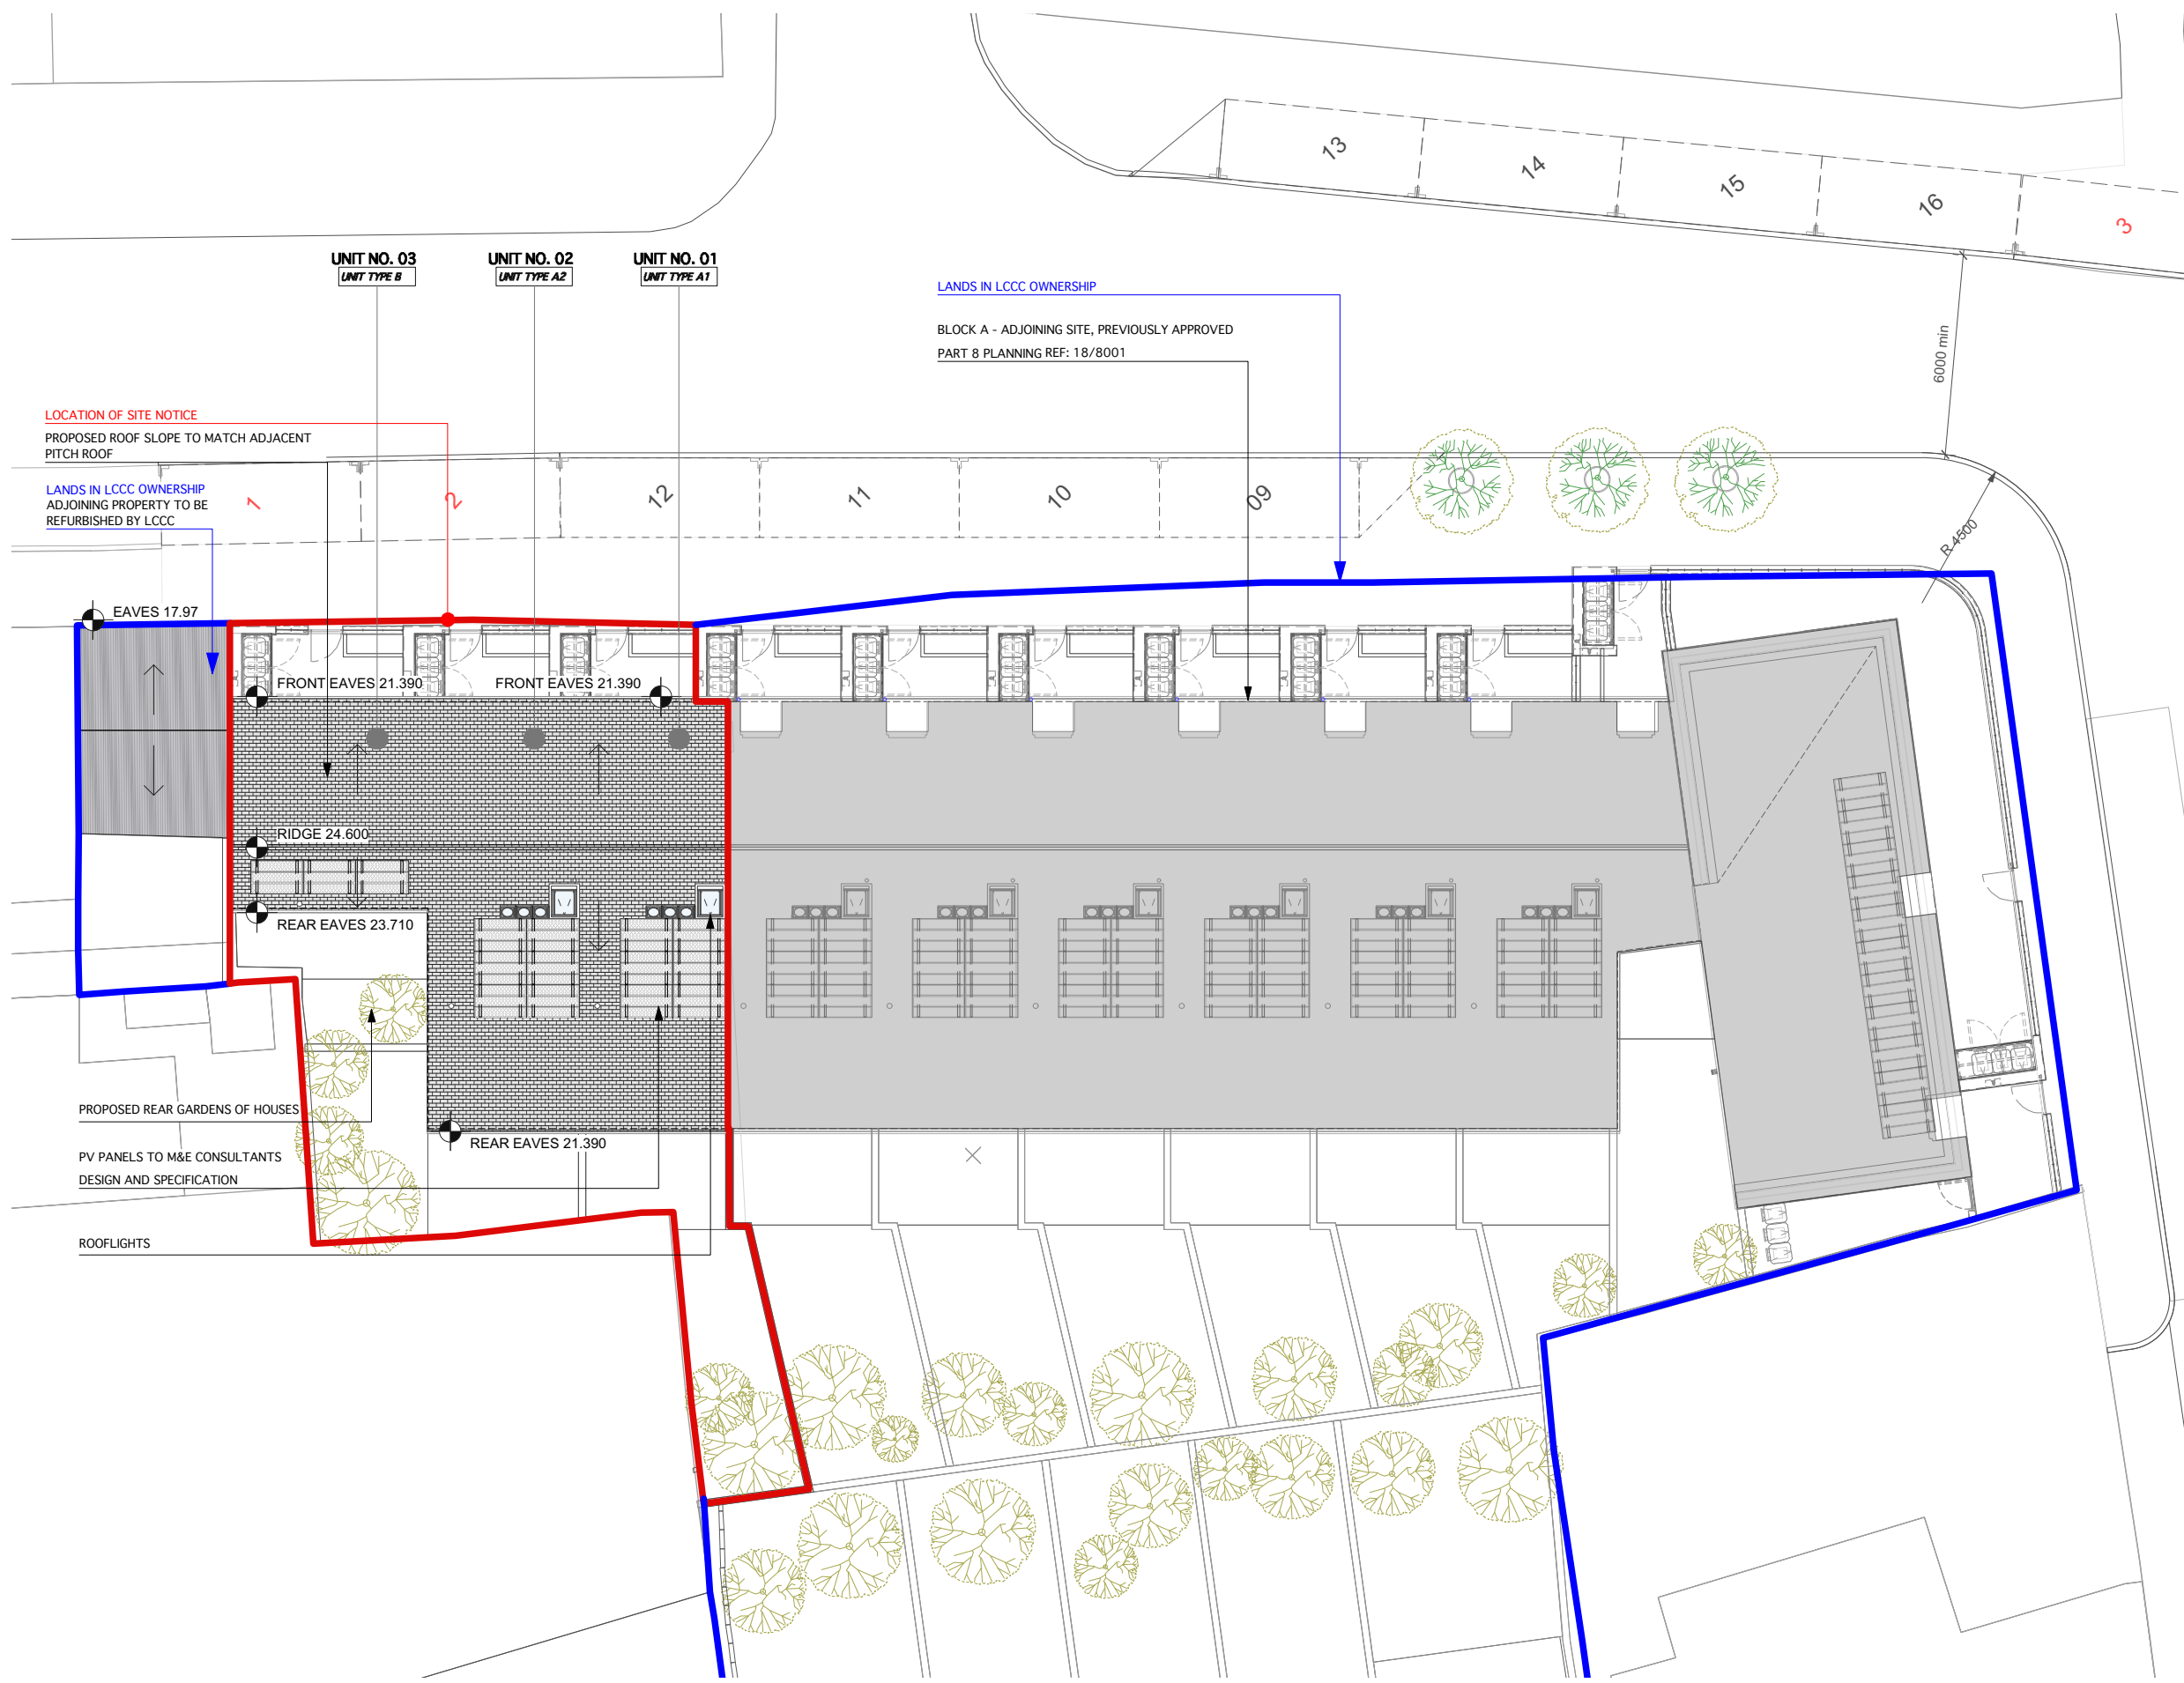 13
14
15
16
3
UNIT NO. 03
UNIT TYPE B
UNIT NO. 02
UNIT TYPE A2
UNIT NO. 01
UNIT TYPE A1
LANDS IN LCCC OWNERSHIP
BLOCK A - ADJOINING SITE, PREVIOUSLY APPROVED
PART 8 PLANNING REF: 18/8001
6000 min
LOCATION OF SITE NOTICE
PROPOSED ROOF SLOPE TO MATCH ADJACENT
PITCH ROOF
LANDS IN LCCC OWNERSHIP
ADJOINING PROPERTY TO BE
REFURBISHED BY LCCC
1
2
12
11
10
09
R 4500
EAVES 17.97
FRONT EAVES 21.390
FRONT EAVES 21.390
RIDGE 24.600
REAR EAVES 23.710
PROPOSED REAR GARDENS OF HOUSES
REAR EAVES 21.390
PV PANELS TO M&E CONSULTANTS
DESIGN AND SPECIFICATION
ROOFLIGHTS